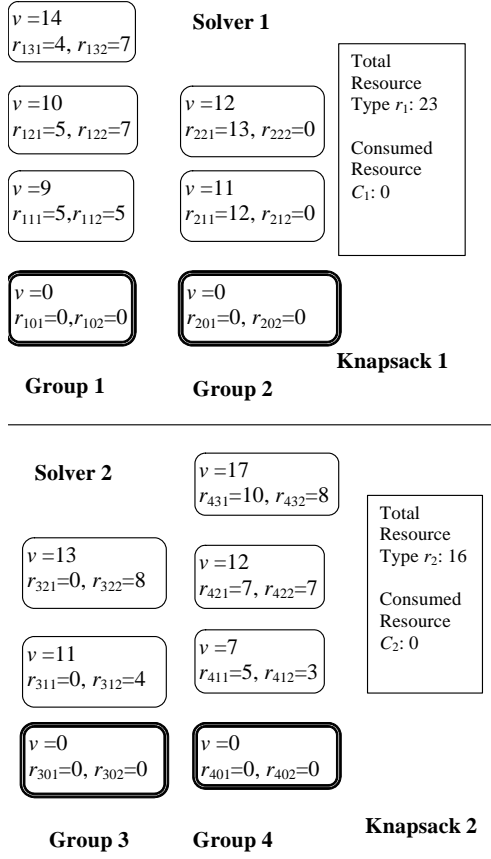 Solver 1
v =14
r131=4, r132=7
v =10
r121=5, r122=7
v =12
r221=13, r222=0
v =9
r111=5,r112=5
v =11
r211=12, r212=0
v =0
r101=0,r102=0
v =0
r201=0, r202=0
Total
Resource
Type r1: 23
Consumed
Resource
C1: 0
Group 1
Group 2
Knapsack 1
Solver 2
v =17
r431=10, r432=8
v =13
r321=0, r322=8
v =12
r421=7, r422=7
v =11
r311=0, r312=4
v =7
r411=5, r412=3
v =0
r301=0, r302=0
v =0
r401=0, r402=0
Total
Resource
Type r2: 16
Consumed
Resource
C2: 0
Group 3
Group 4
Knapsack 2